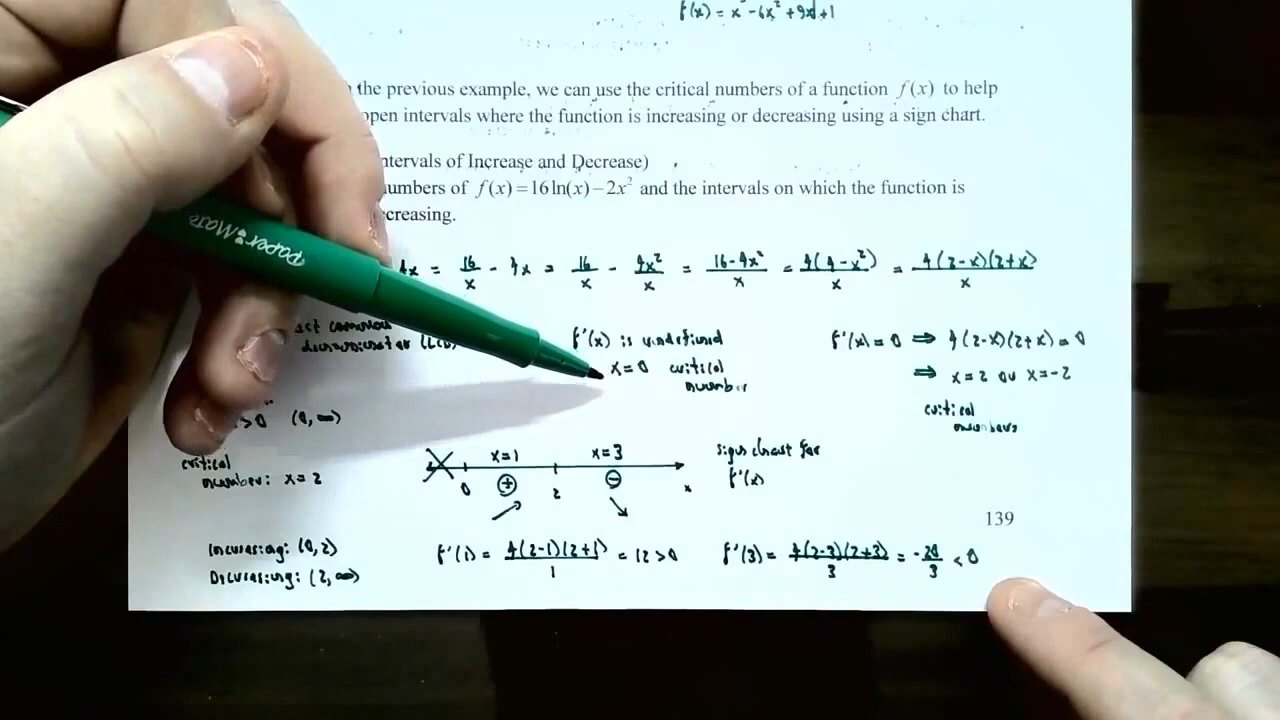 f(x) = x³ - 6x² + 9x + 1
the previous example, we can use the critical numbers of a function f(x) to help
open intervals where the function is increasing or decreasing using a sign chart.
ntervals of Increase and Decrease)
umbers of f(x)=16ln(x)−2x² and the intervals on which the function is
creasing.
Paper Mate
4x = 16/x - 4x = 16/x - 4x²/x = (16-4x²)/x = 4(4-x²)/x = 4(2-x)(2+x)/x
denominator (LCD)
f'(x) is undefined
x=0 critical
number
f'(x)=0 ⇒ 4(2-x)(2+x)=0
⇒ x=2 or x=-2
critical
numbers
>0 (0,∞)
critical
number: x=2
x=1 x=3
0 + 2 − x
sign chart for
f'(x)
139
Increasing: (0,2)
Decreasing: (2,∞)
f'(1) = 4(2-1)(2+1)/1 = 12 > 0
f'(3) = 4(2-3)(2+3)/3 = -20/3 < 0